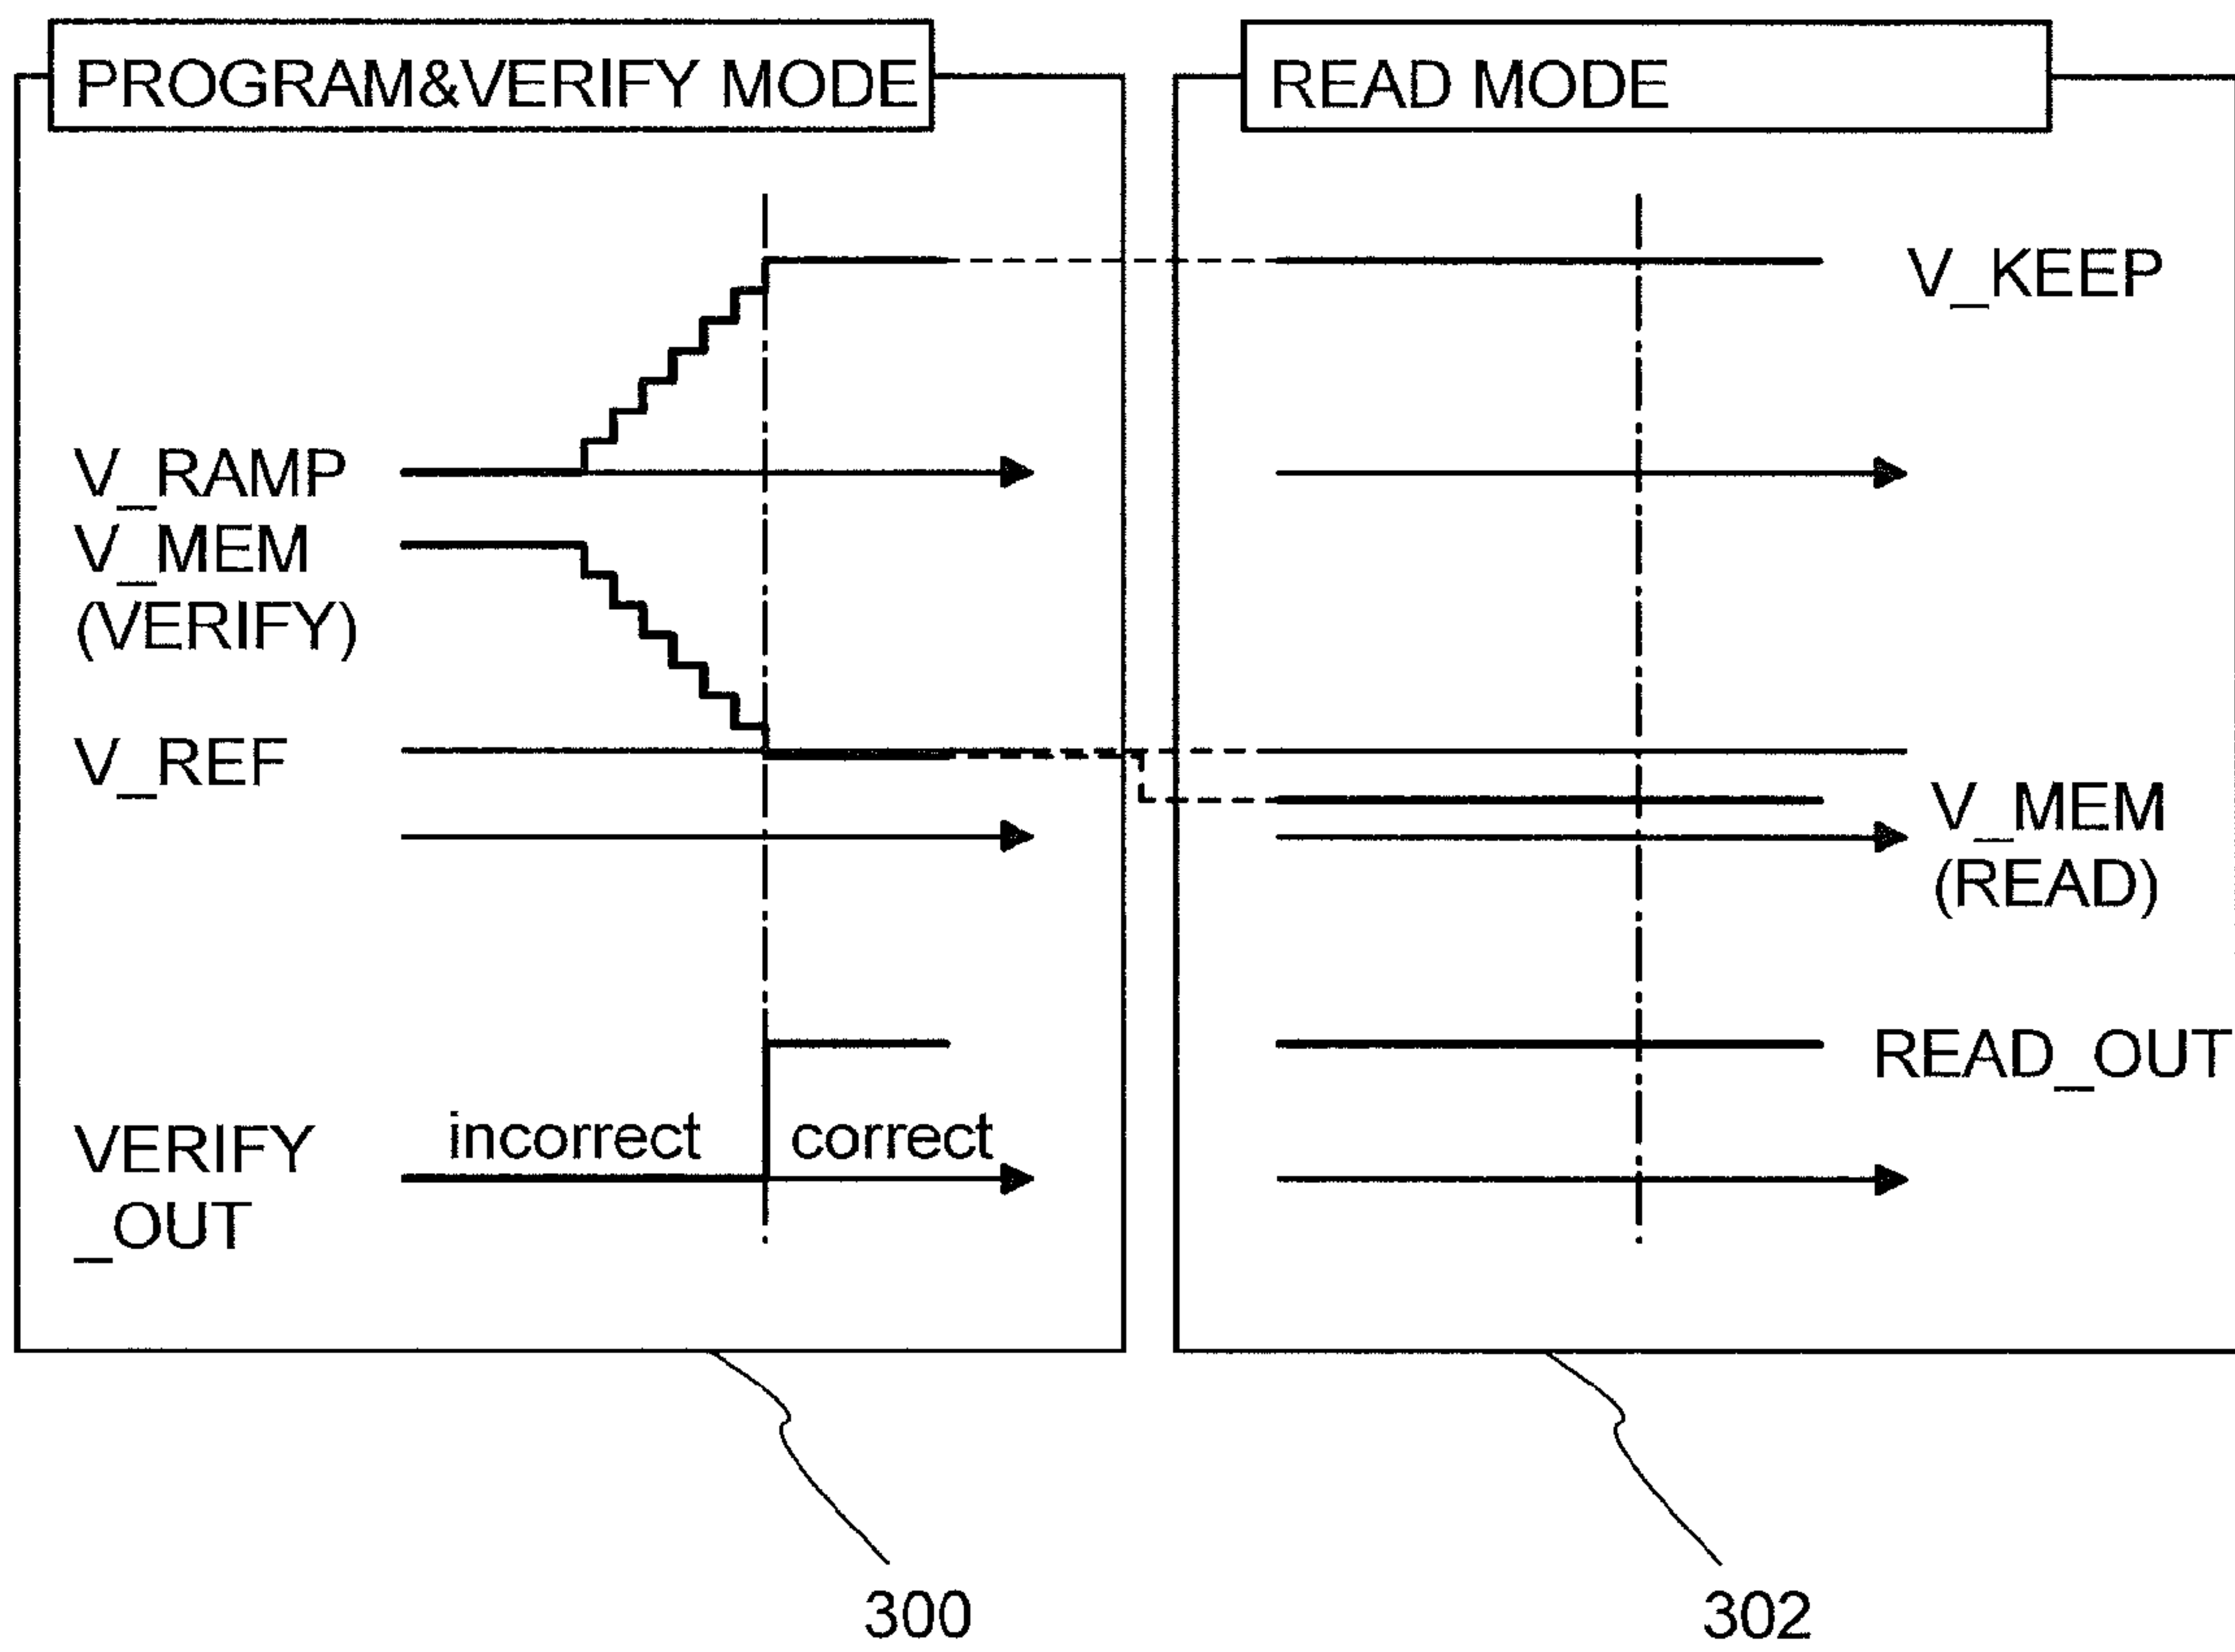 PROGRAM&VERIFY MODE
V_RAMP
V_MEM
(VERIFY)
V_REF
incorrect
correct
VERIFY
_OUT
300
READ MODE
V_KEEP
V_MEM
(READ)
READ_OUT
302